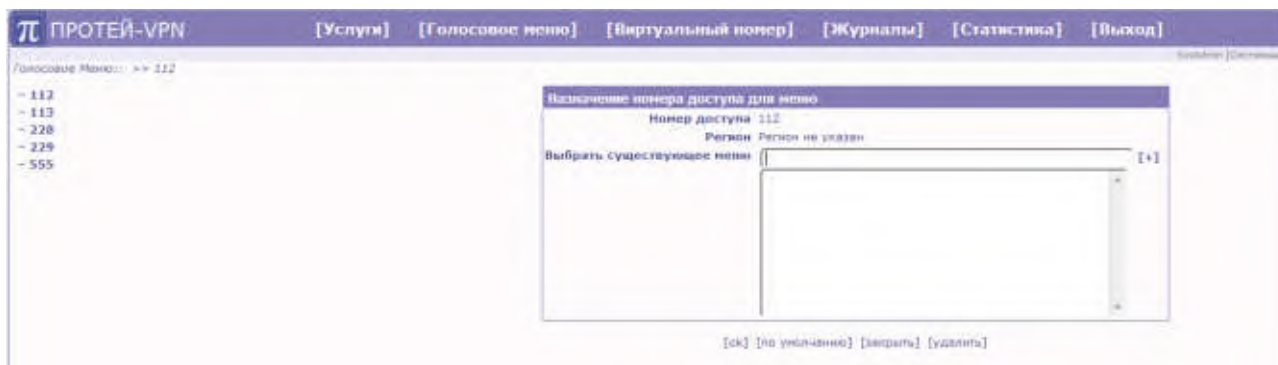 π ПРОТЕЙ-VPN [Услуги] [Голосовое меню] [Виртуальный номер] [Журналы] [Статистика] [Выход]
Голосовое Меню::: >> 112
- 112
- 113
- 220
- 229
- 555
Назначение номера доступа для меню
Номер доступа 112
Регион Регион не указан
Выбрать существующее меню [+]
[ok] [по умолчанию] [закрыть] [удалить]